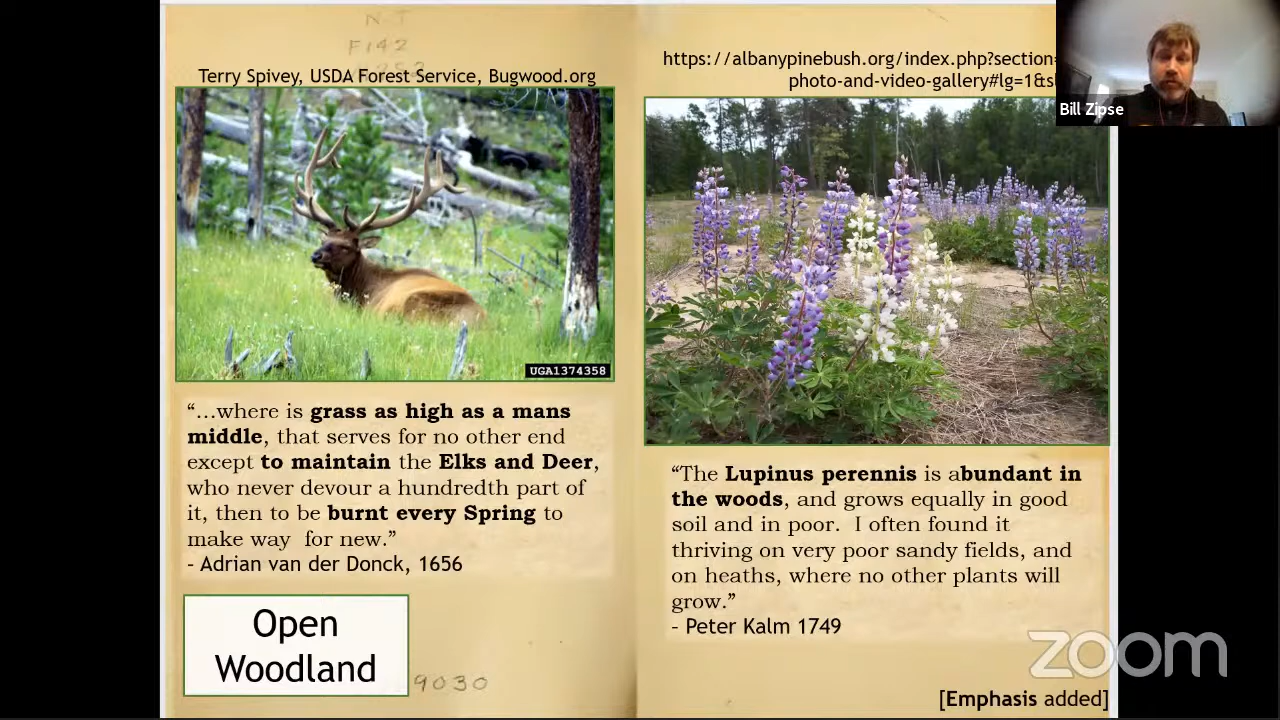 N.T
F142
Terry Spivey, USDA Forest Service, Bugwood.org
UGA1374358
“…where is grass as high as a mans
middle, that serves for no other end
except to maintain the Elks and Deer,
who never devour a hundredth part of
it, then to be burnt every Spring to
make way for new.”
- Adrian van der Donck, 1656
Open
Woodland
9030
https://albanypinebush.org/index.php?section=
photo-and-video-gallery#lg=1&sl
“The Lupinus perennis is abundant in
the woods, and grows equally in good
soil and in poor. I often found it
thriving on very poor sandy fields, and
on heaths, where no other plants will
grow.”
– Peter Kalm 1749
[Emphasis added]
Bill Zipse
zoom